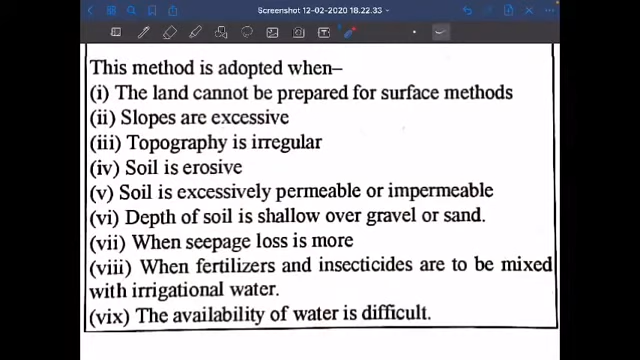 Screenshot 12-02-2020 18.22.33
This method is adopted when–
(i) The land cannot be prepared for surface methods
(ii) Slopes are excessive
(iii) Topography is irregular
(iv) Soil is erosive
(v) Soil is excessively permeable or impermeable
(vi) Depth of soil is shallow over gravel or sand.
(vii) When seepage loss is more
(viii) When fertilizers and insecticides are to be mixed
with irrigational water.
(vix) The availability of water is difficult.